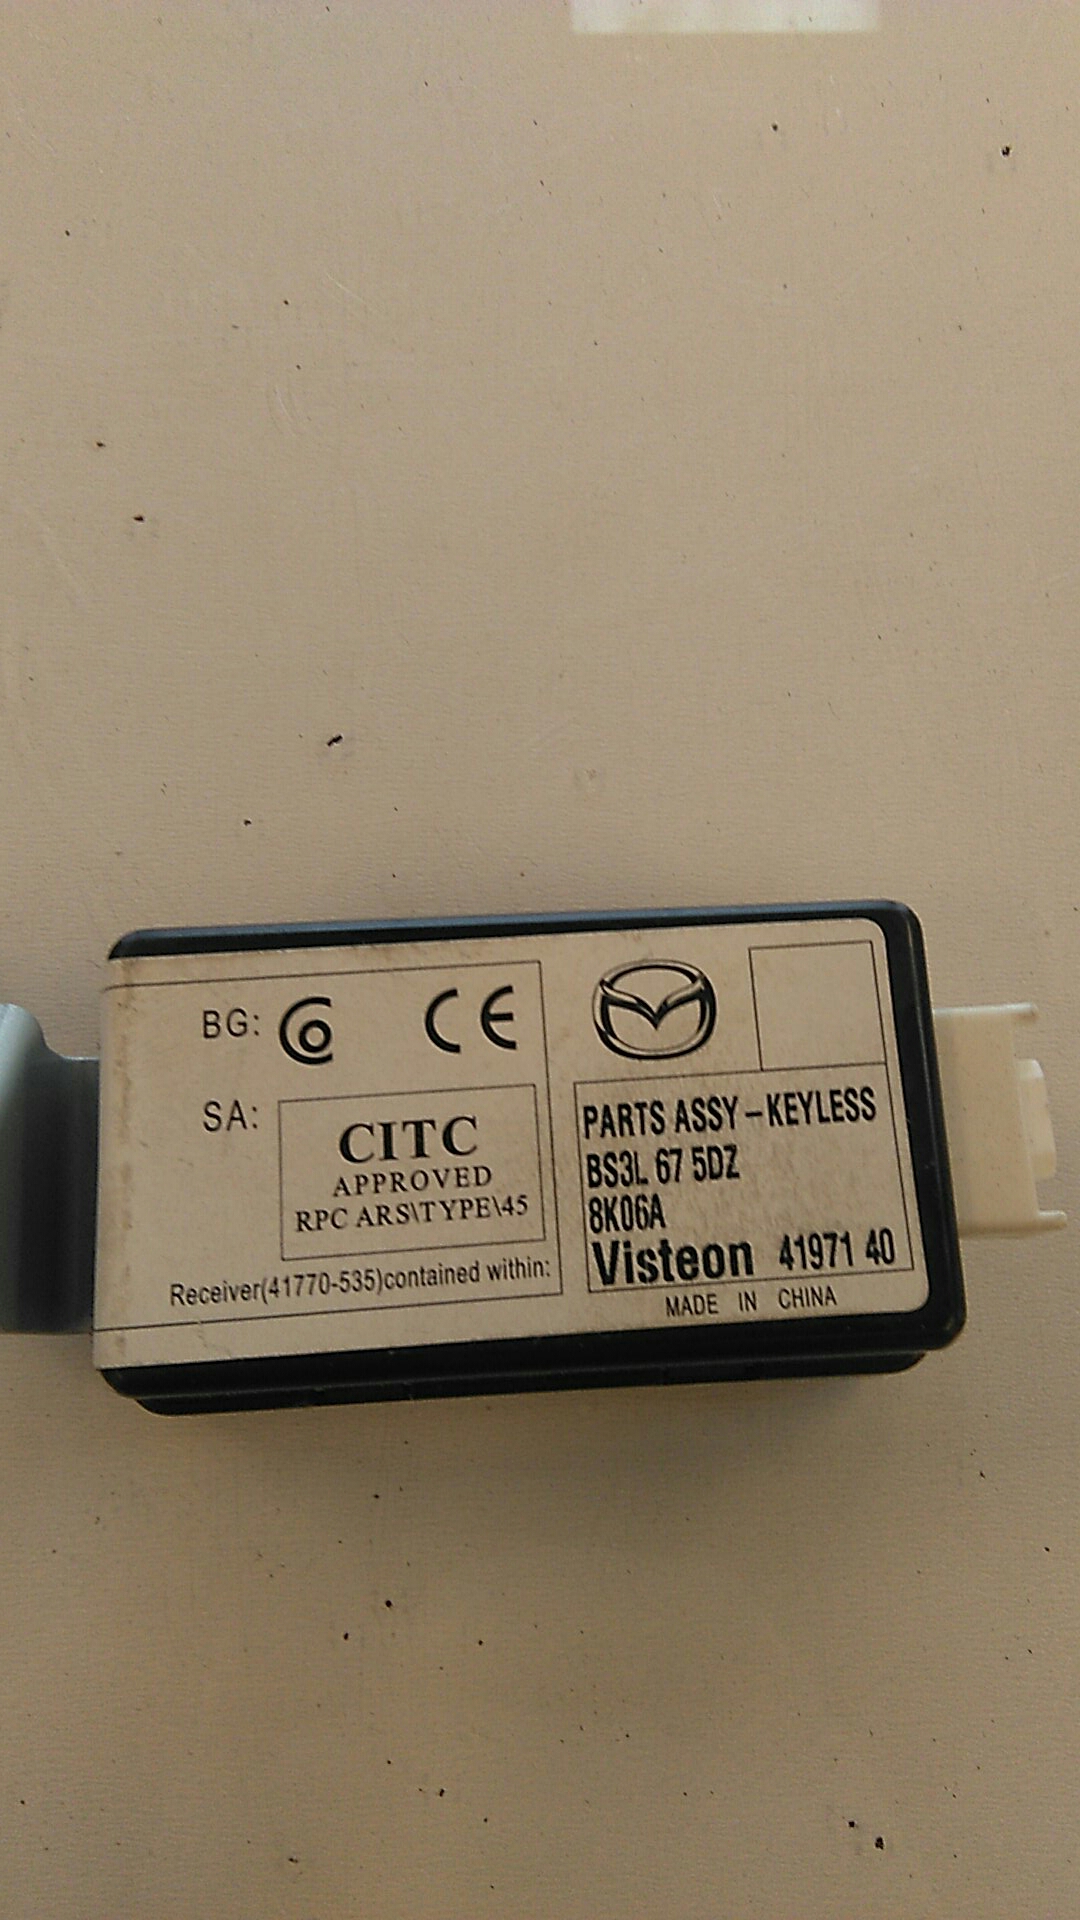 BG: CE
SA:
CITC
APPROVED
RPC ARS\TYPE\45
Receiver(41770-535)contained within:
PARTS ASSY-KEYLESS
BS3L 67 5DZ
8K06A
Visteon 41971 40
MADE IN CHINA